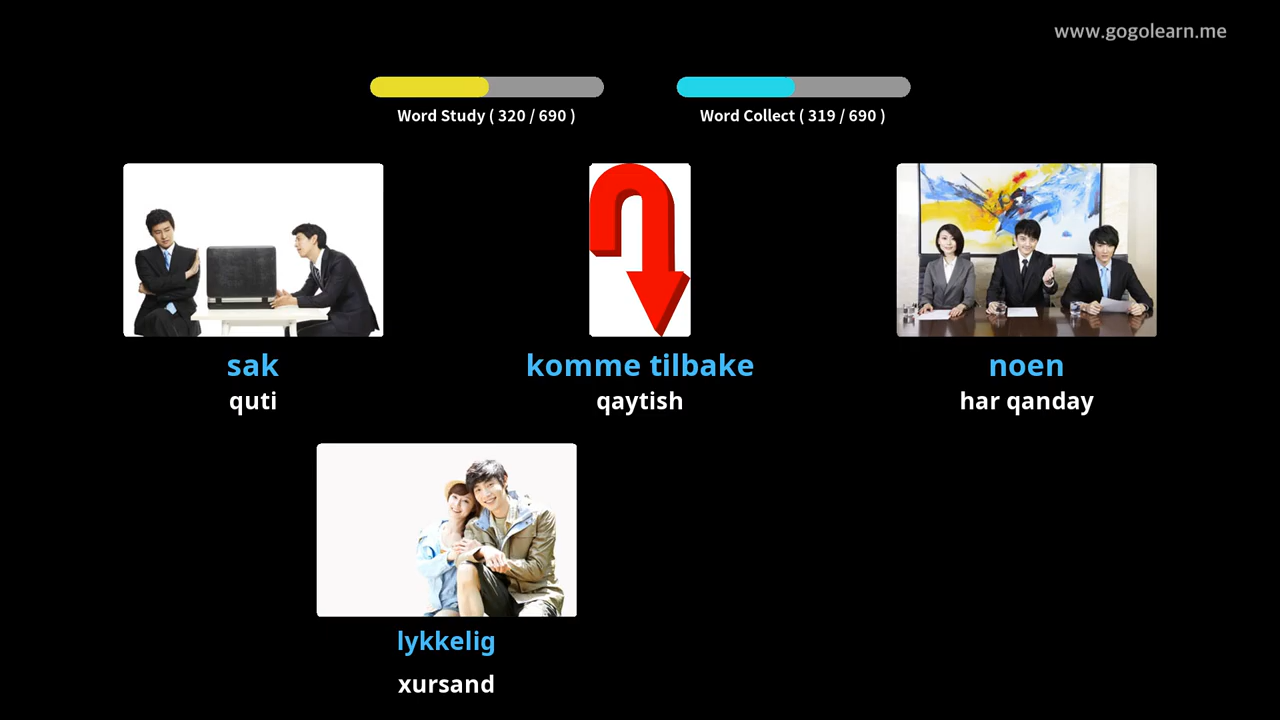 www.gogolearn.me
Word Study ( 320 / 690 )
Word Collect ( 319 / 690 )
sak
komme tilbake
noen
quti
qaytish
har qanday
lykkelig
xursand